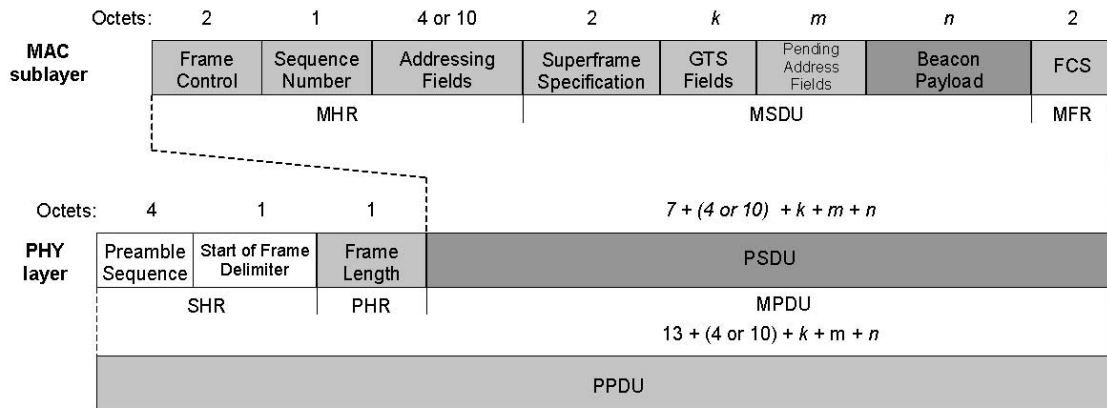 Octets: 2 1 4 or 10 2 k m n 2
MAC sublayer
Frame Control
Sequence Number
Addressing Fields
Superframe Specification
GTS Fields
Pending Address Fields
Beacon Payload
FCS
MHR MSDU MFR
Octets: 4 1 1 7 + (4 or 10) + k + m + n
PHY layer
Preamble Sequence
Start of Frame Delimiter
Frame Length
PSDU
SHR PHR MPDU
13 + (4 or 10) + k + m + n
PPDU